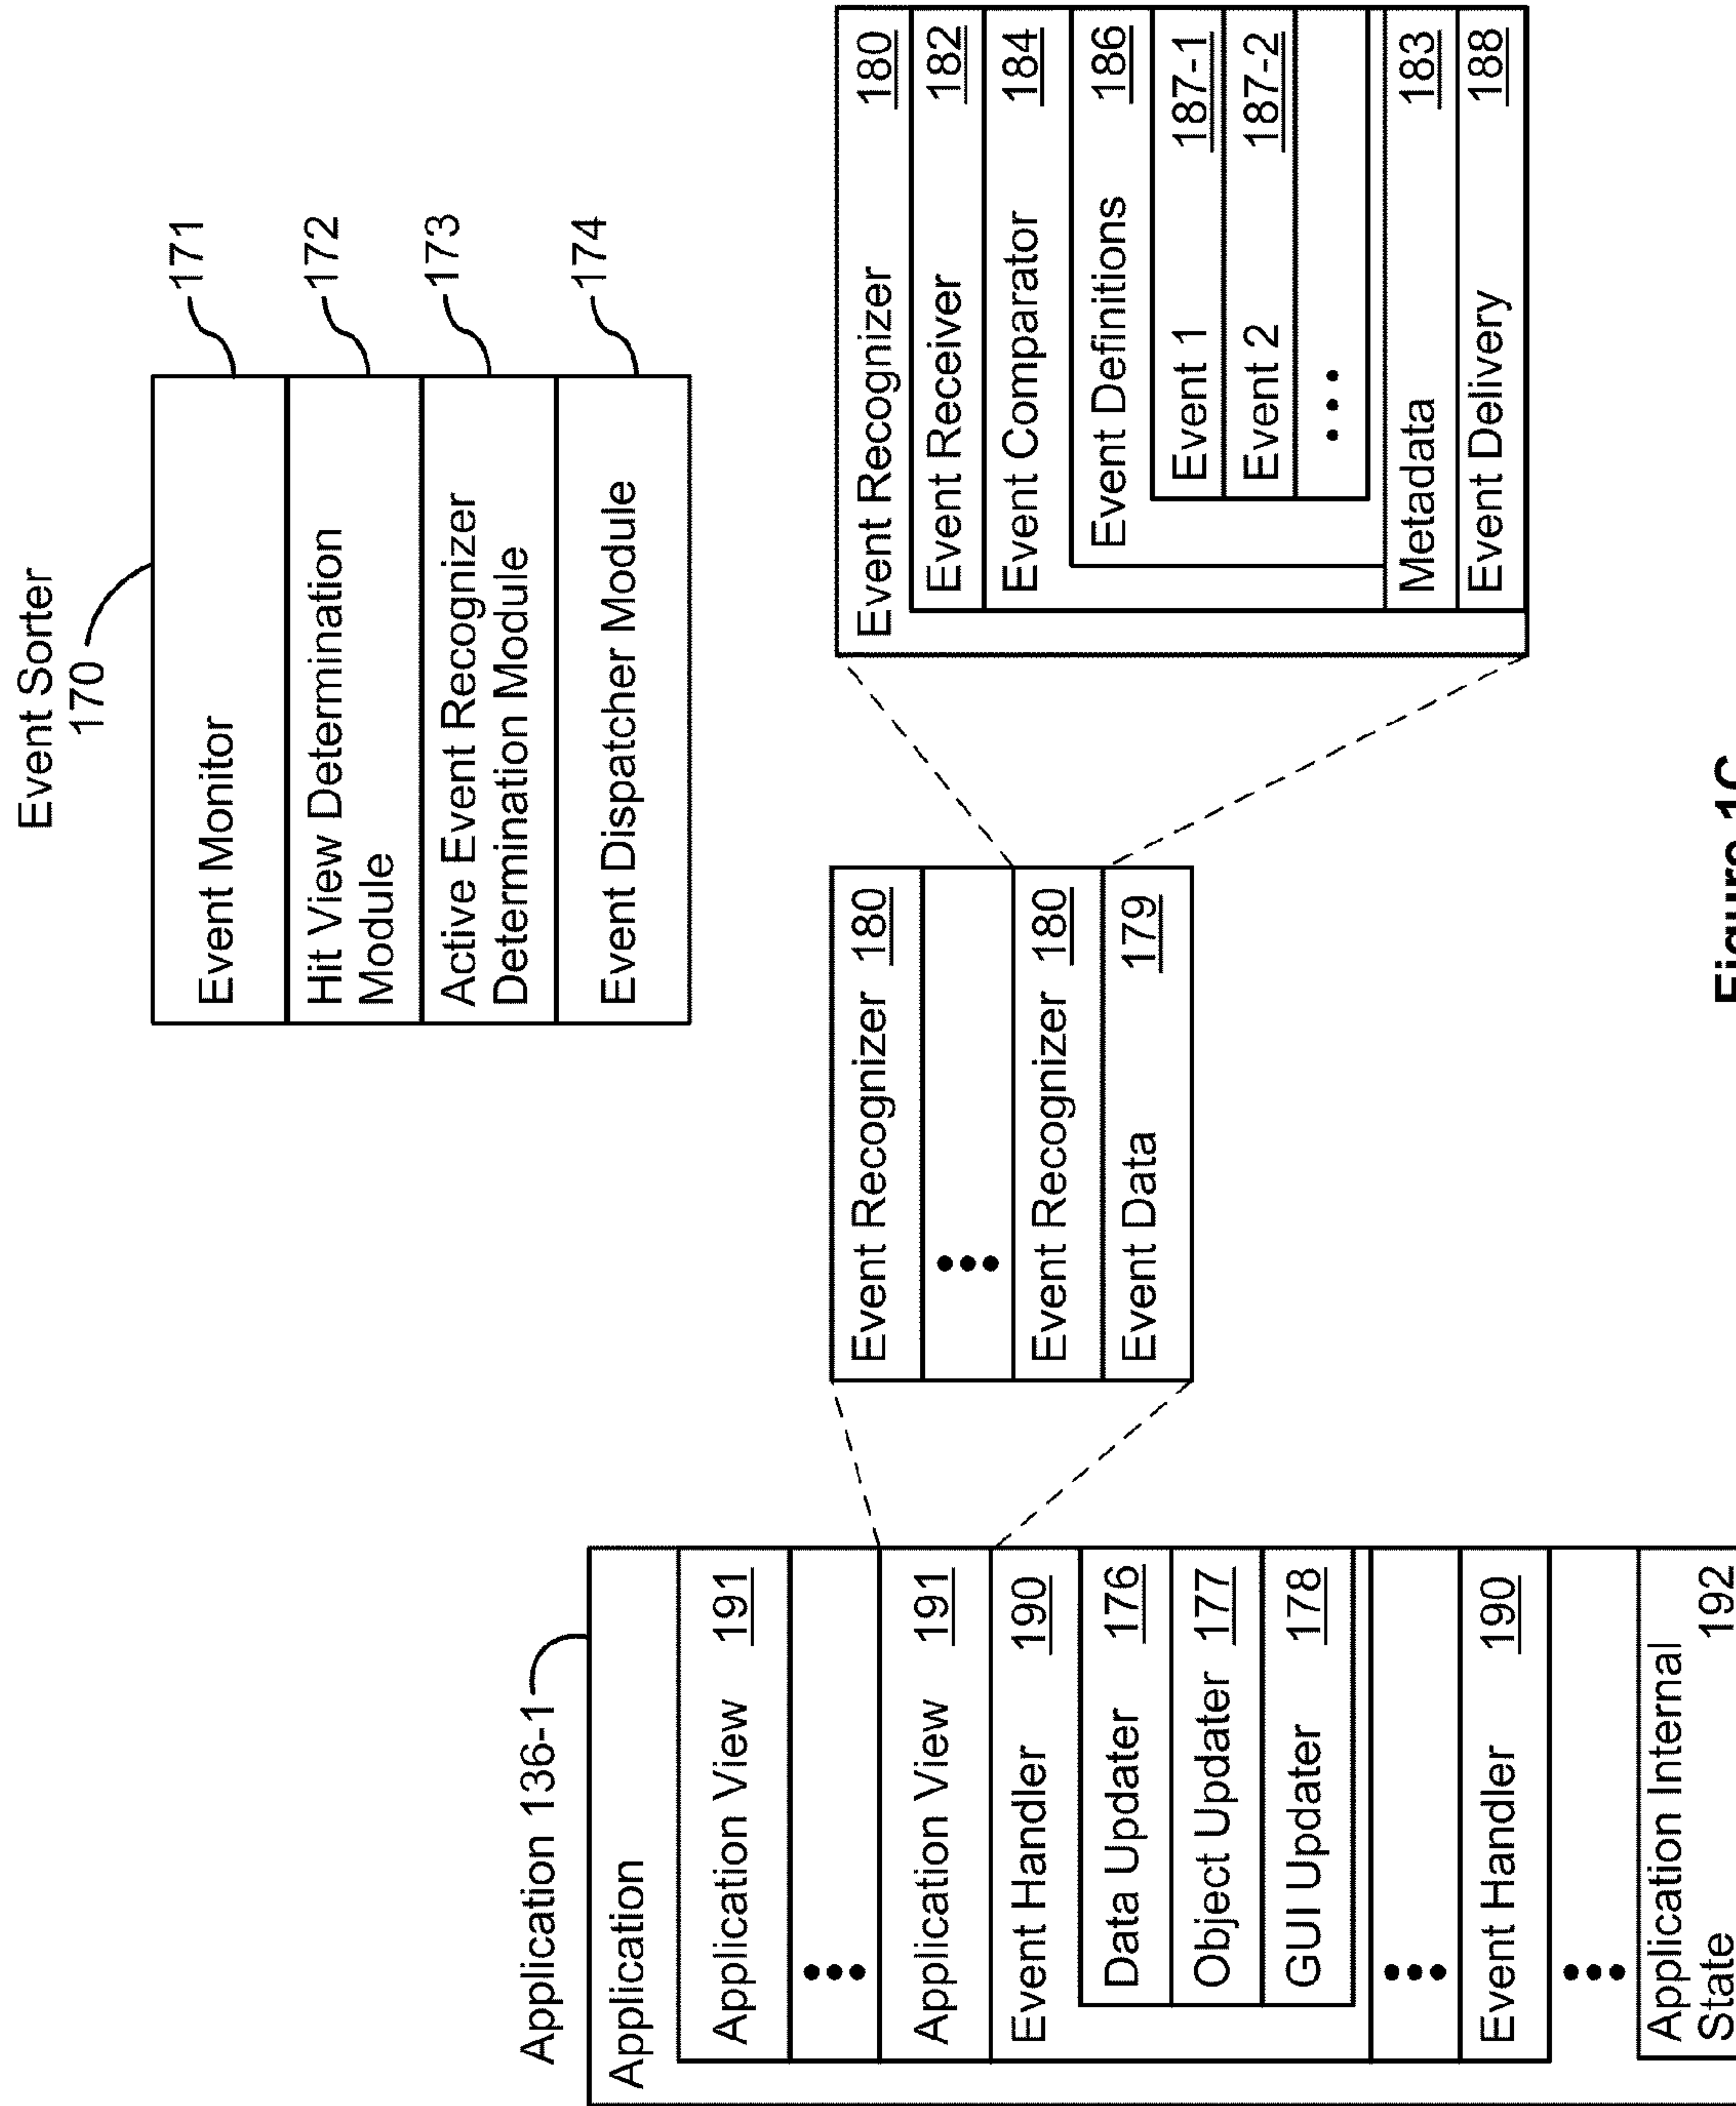 Event Sorter
170
Event Monitor
171
Hit View Determination
Module
172
Active Event Recognizer
Determination Module
173
Event Dispatcher Module
174
Application 136-1
Application
Application View 191
Application View 191
Event Handler 190
Data Updater 176
Object Updater 177
GUI Updater 178
Event Handler 190
Application Internal
State 192
Event Recognizer 180
Event Recognizer 180
Event Data 179
Event Recognizer 180
Event Receiver 182
Event Comparator 184
Event Definitions 186
Event 1 187-1
Event 2 187-2
Metadata 183
Event Delivery 188
Figure 1C